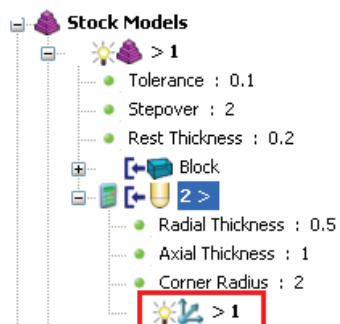 Stock Models
> 1
Tolerance : 0.1
Stepover : 2
Rest Thickness : 0.2
Block
2 >
Radial Thickness : 0.5
Axial Thickness : 1
Corner Radius : 2
> 1